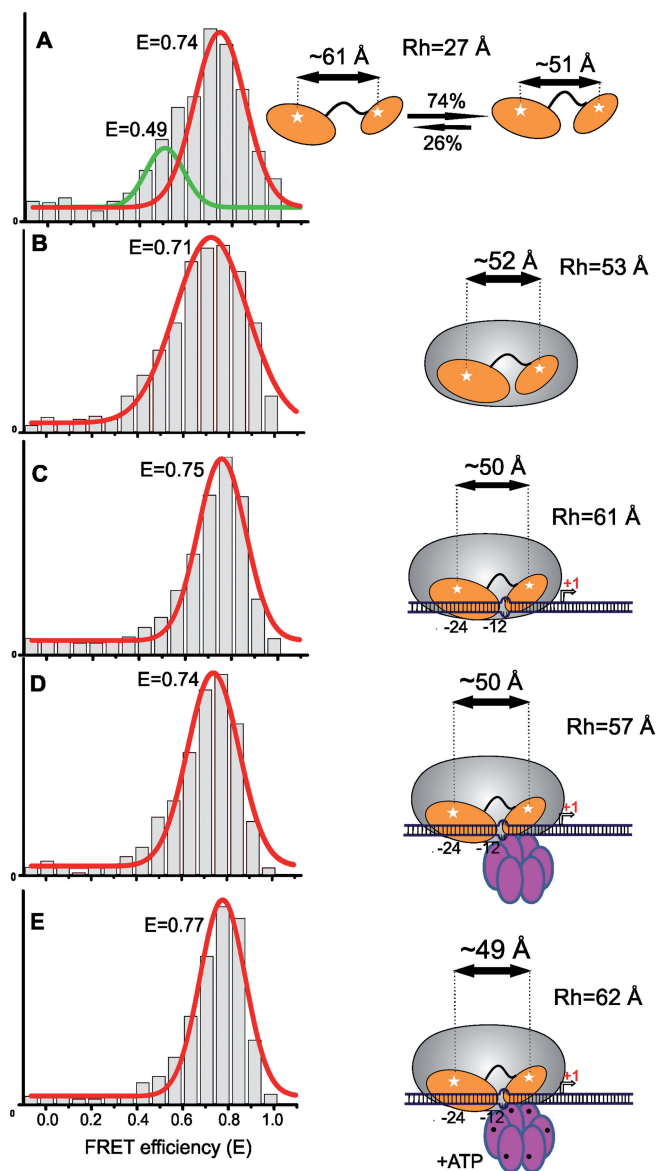 A
E=0.74
E=0.49
0
~61 Å
Rh=27 Å
~51 Å
74%
26%
B
E=0.71
0
~52 Å
Rh=53 Å
C
E=0.75
0
~50 Å
Rh=61 Å
+1
-24
-12
D
E=0.74
0
~50 Å
Rh=57 Å
+1
-24
-12
E
E=0.77
0
0.0 0.2 0.4 0.6 0.8 1.0
FRET efficiency (E)
~49 Å
Rh=62 Å
+1
-24
-12
+ATP